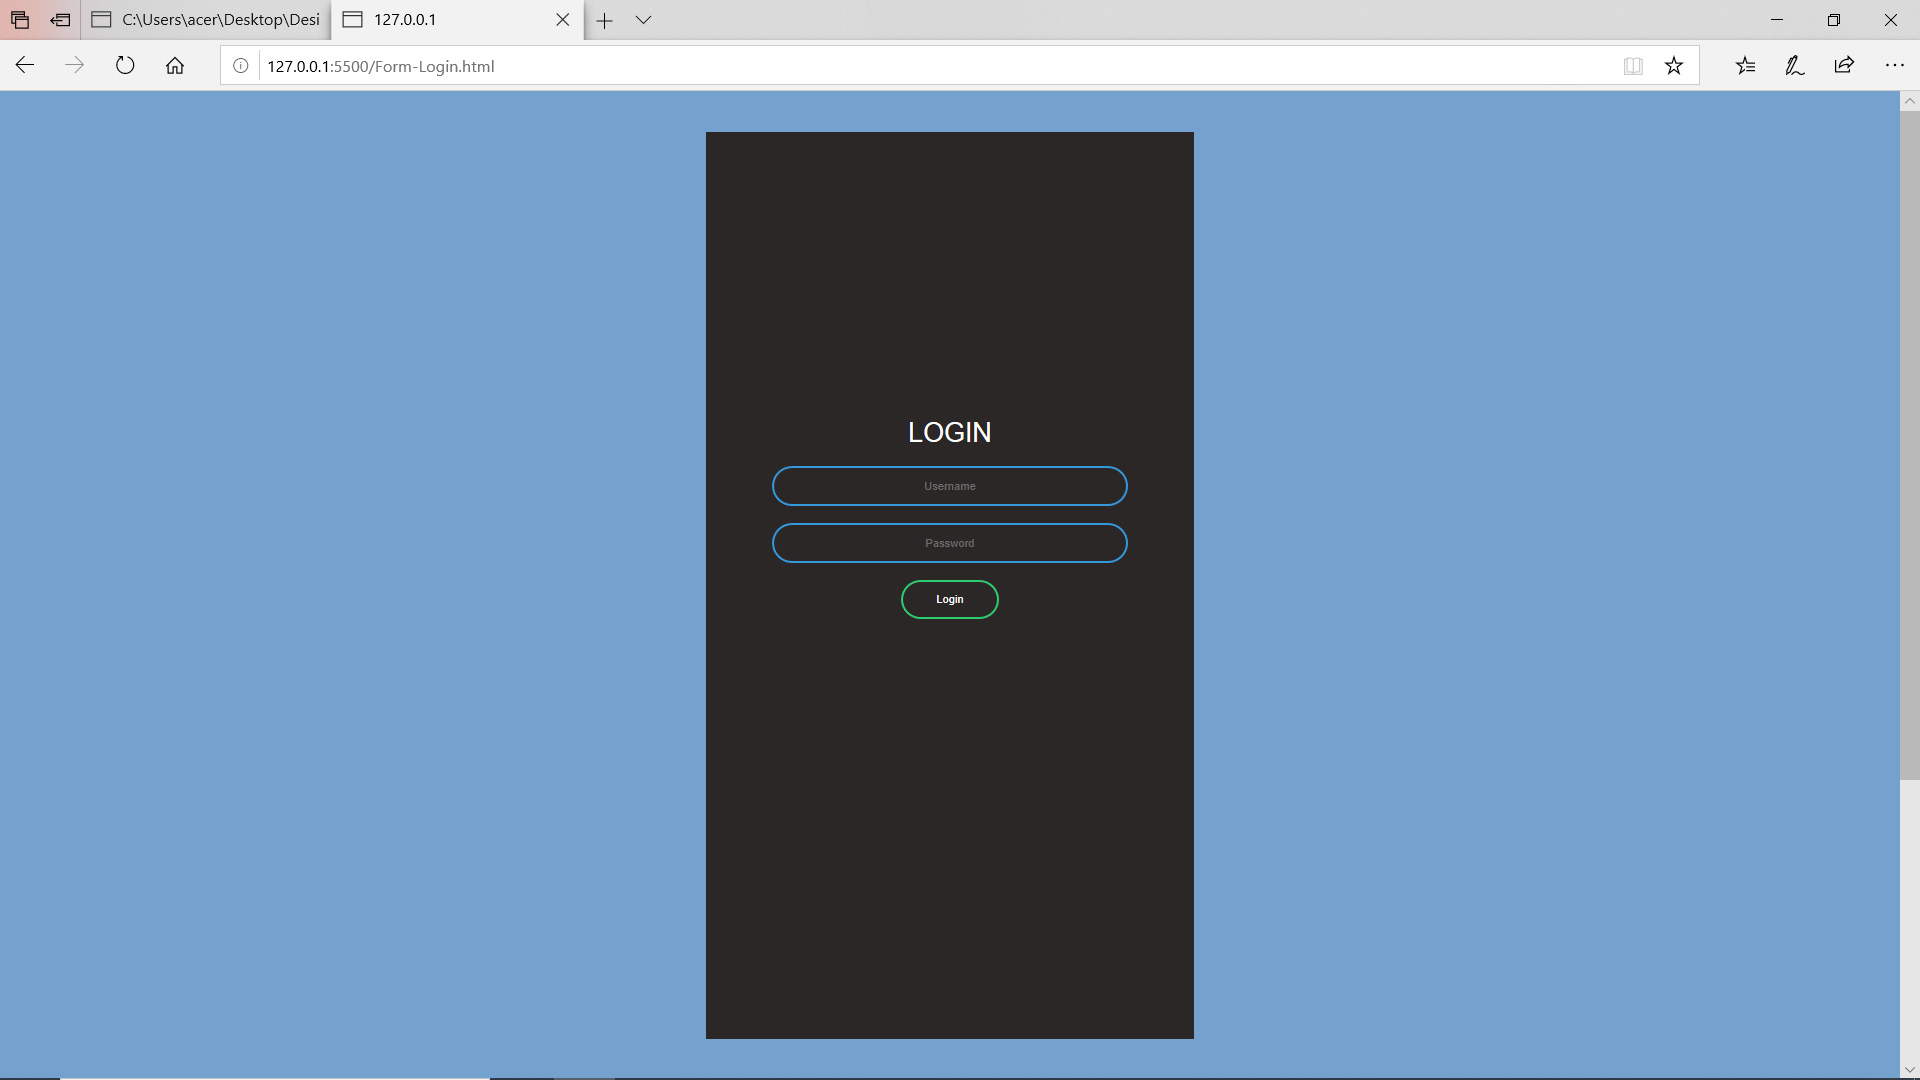 C:\Users\acer\Desktop\Desi
127.0.0.1
127.0.0.1:5500/Form-Login.html
LOGIN
Username
Password
Login